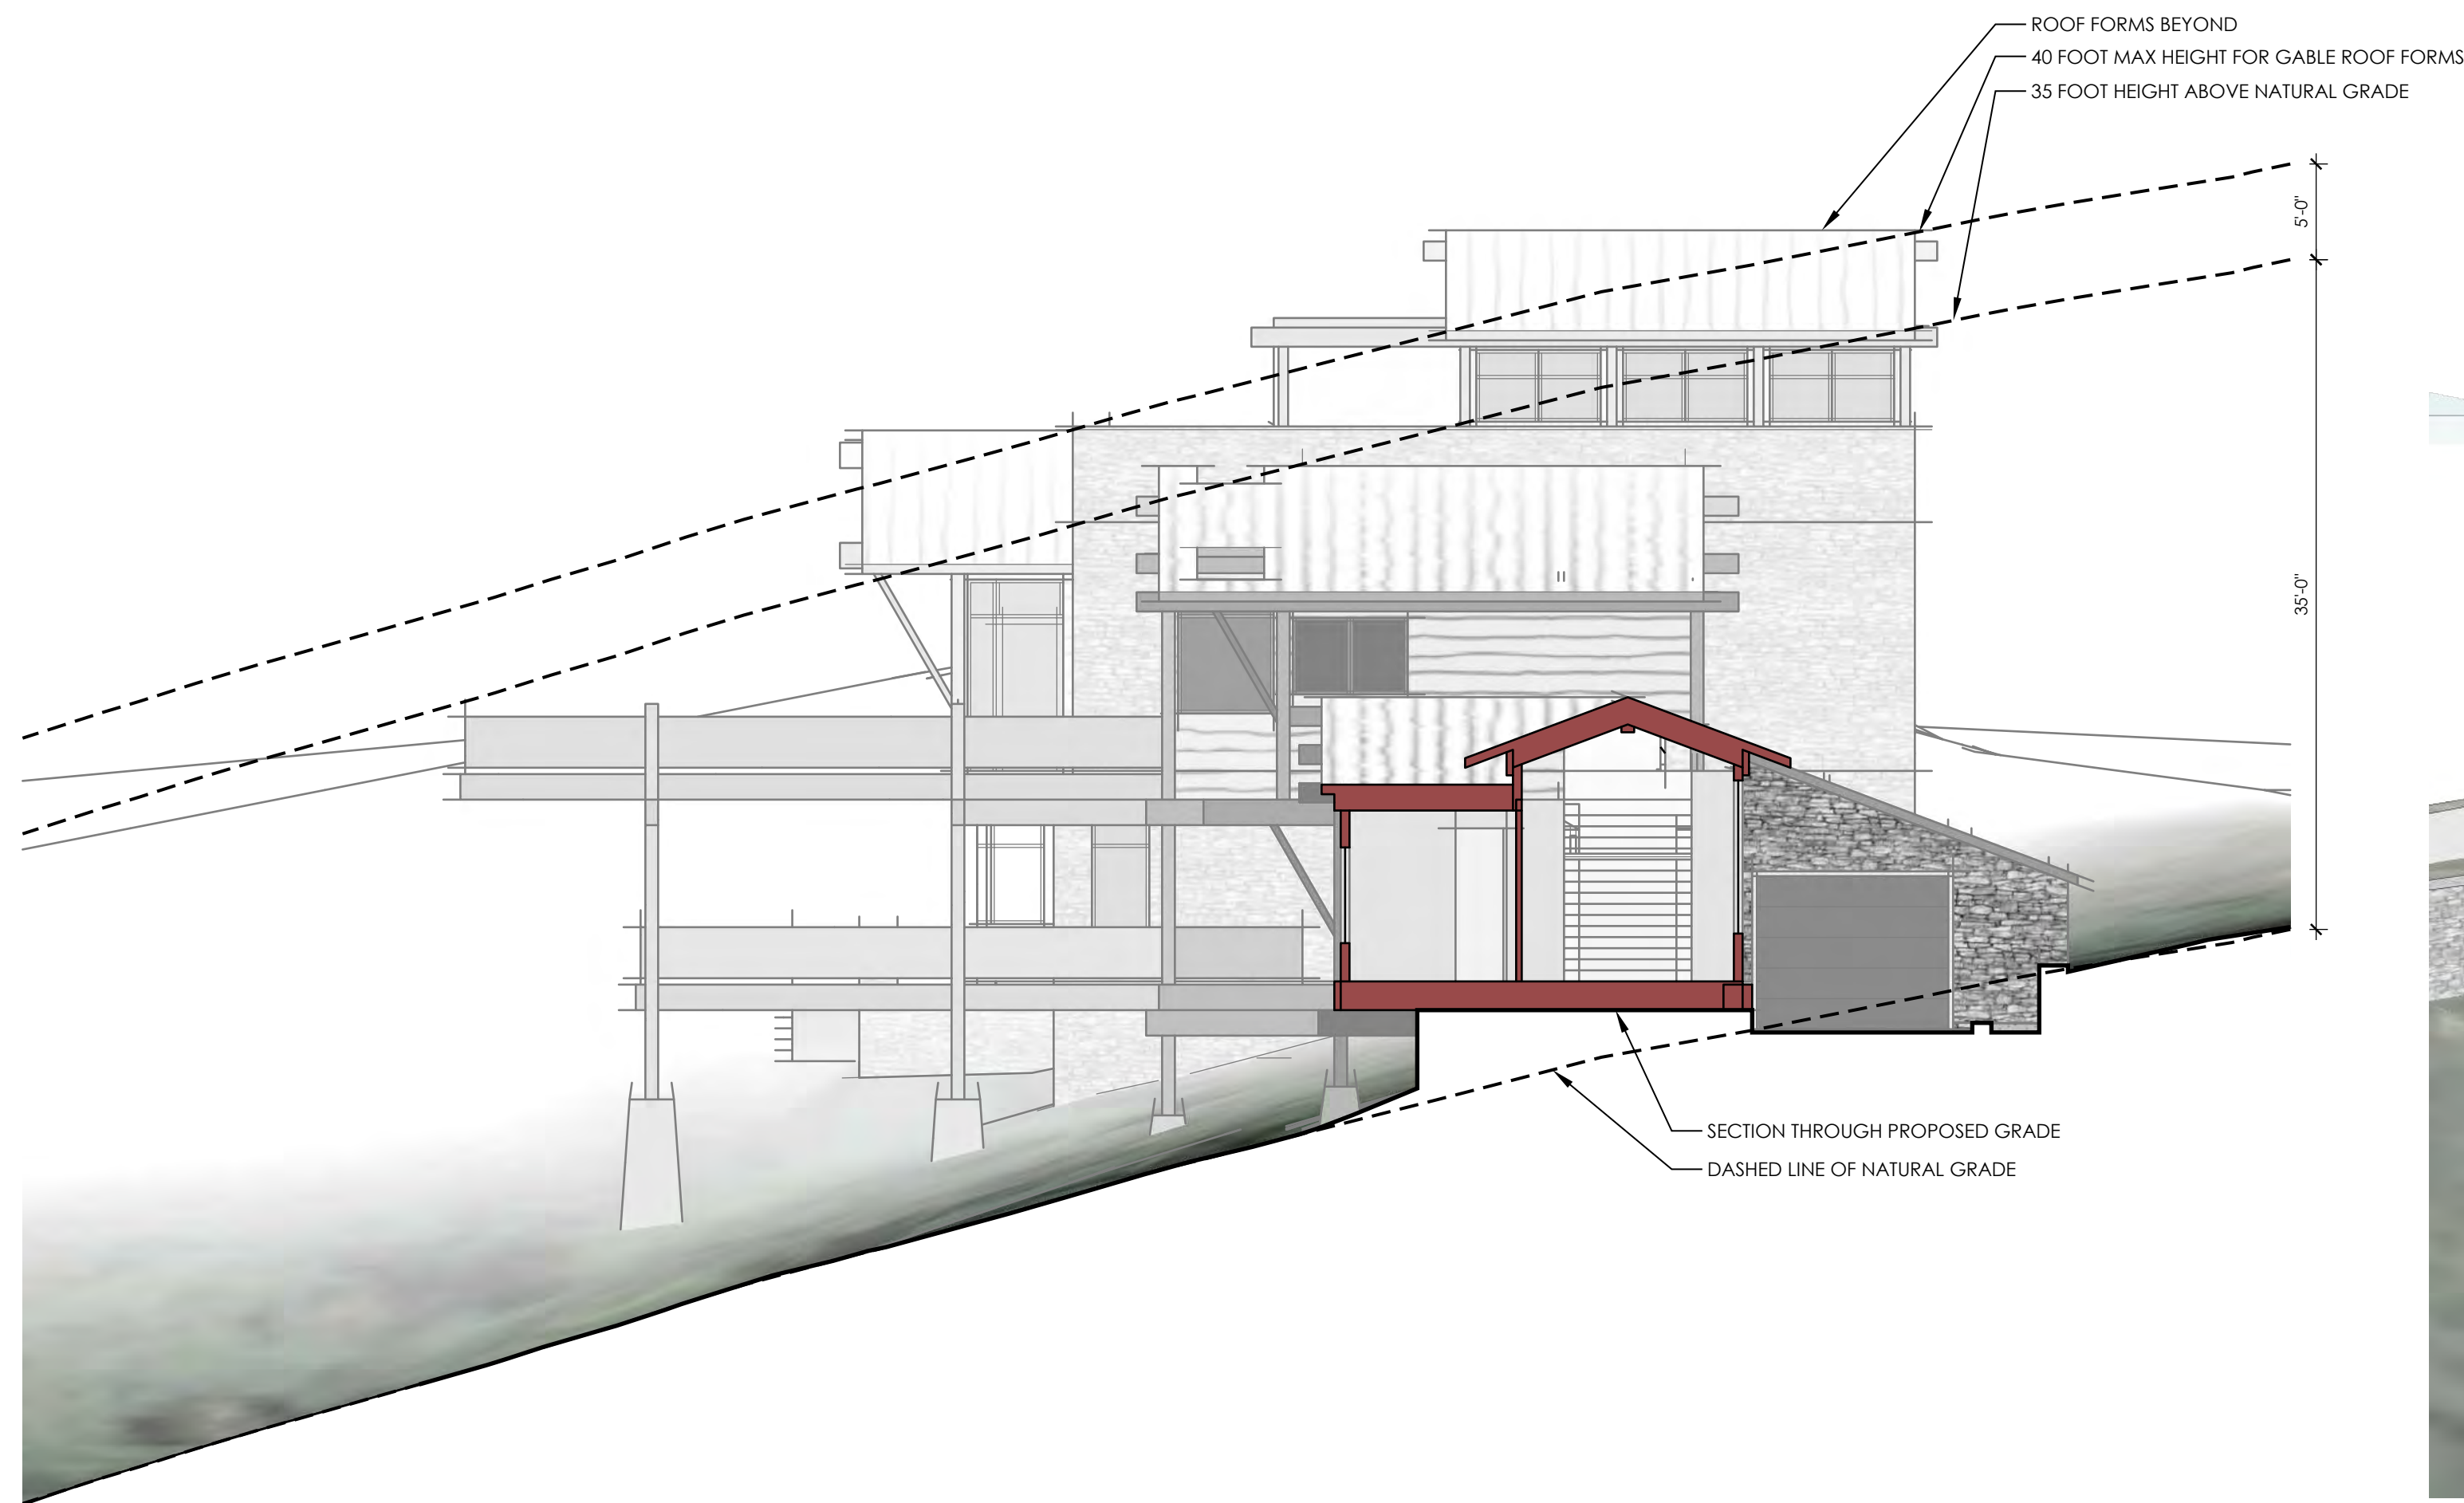 ROOF FORMS BEYOND
40 FOOT MAX HEIGHT FOR GABLE ROOF FORMS
35 FOOT HEIGHT ABOVE NATURAL GRADE
5'-0"
35'-0"
SECTION THROUGH PROPOSED GRADE
DASHED LINE OF NATURAL GRADE